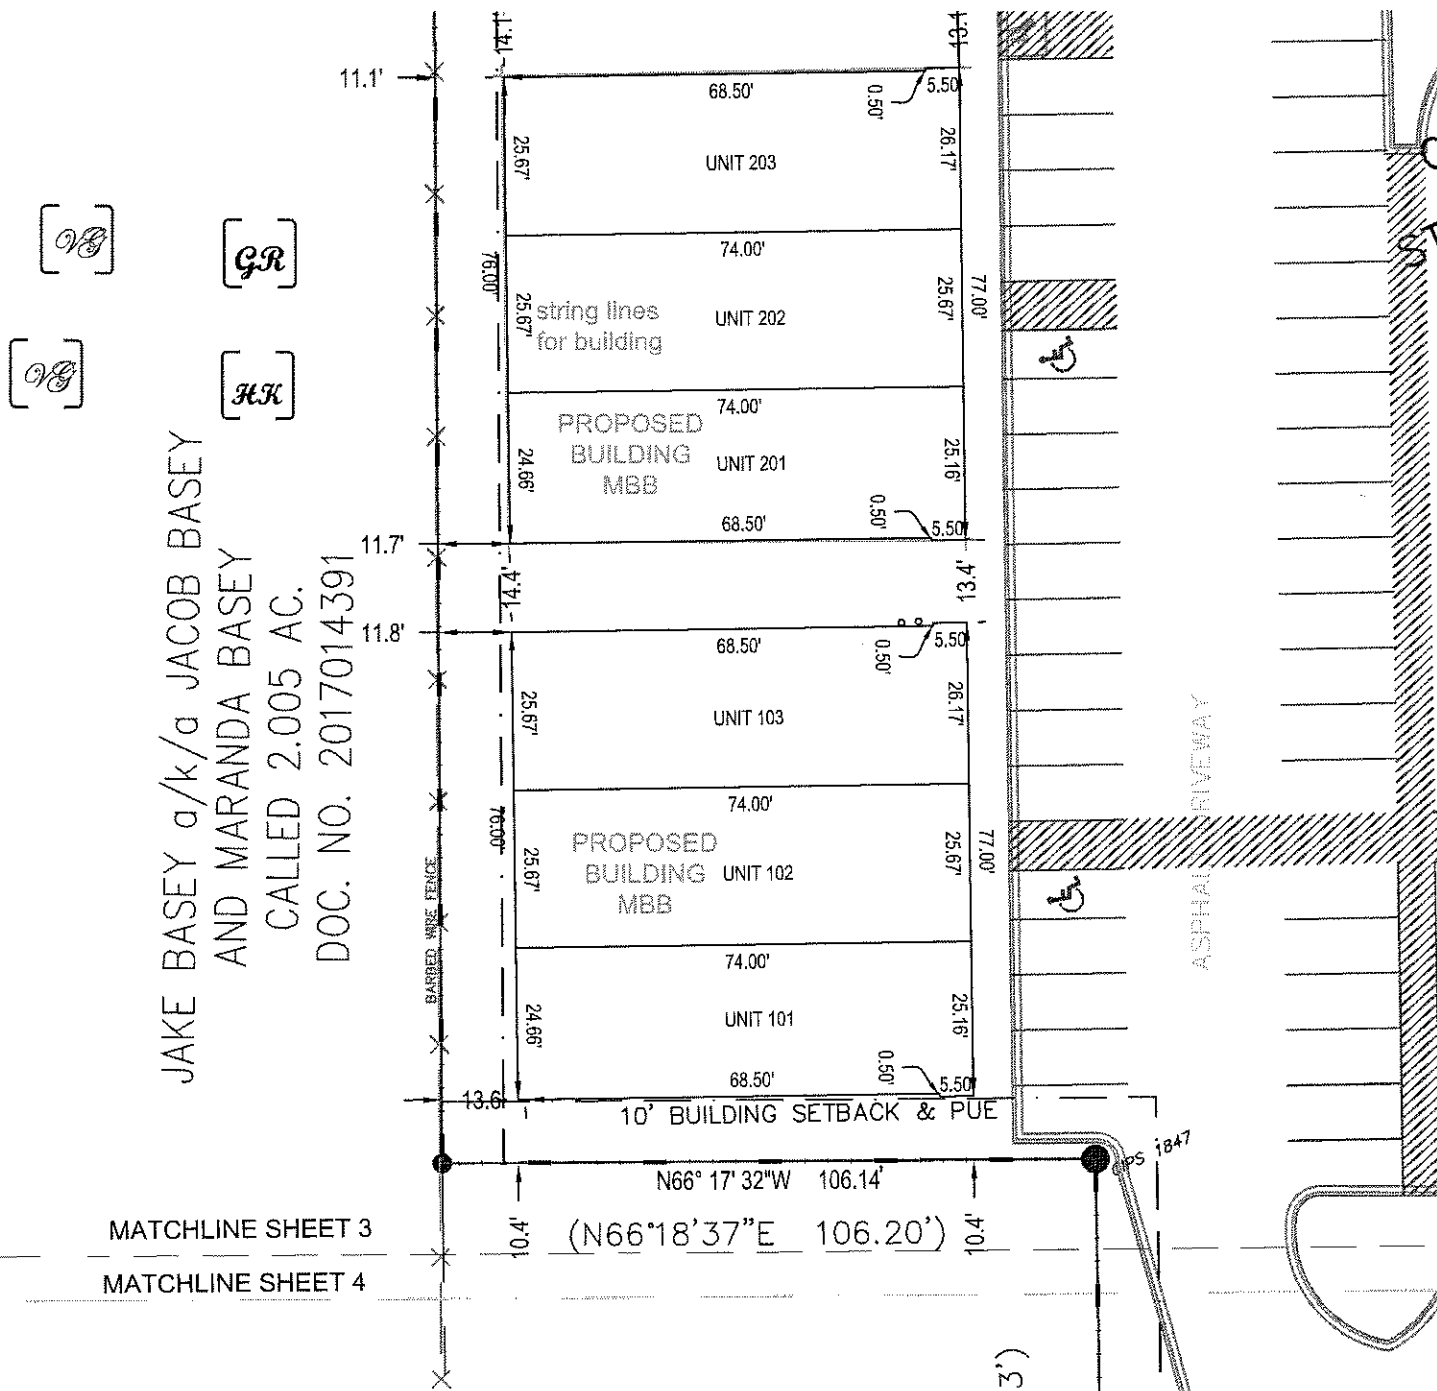 14.1'
13.1'
11.1'
68.50'
0.50'
5.50'
25.67'
UNIT 203
26.17'
VG
GR
74.00'
76.00'
25.67'
string lines
for building
UNIT 202
25.67'
77.00'
VG
HK
74.00'
PROPOSED
BUILDING
MBB
UNIT 201
24.66'
25.16'
68.50'
0.50'
5.50'
11.7'
14.4'
13.4'
11.8'
68.50'
0.50'
5.50'
JAKE BASEY a/k/a JACOB BASEY
AND MARANDA BASEY
CALLED 2.005 AC.
DOC. NO. 2017014391
25.67'
UNIT 103
26.17'
74.00'
76.00'
PROPOSED
BUILDING
MBB
25.67'
UNIT 102
25.67'
77.00'
BARBED WIRE FENCE
ASPHALT DRIVEWAY
74.00'
24.66'
UNIT 101
25.16'
68.50'
0.50'
5.50'
13.6'
10' BUILDING SETBACK & PUE
1847
N66° 17' 32"W 106.14'
10.4'
(N66°18'37"E 106.20')
10.4'
MATCHLINE SHEET 3
MATCHLINE SHEET 4
3')